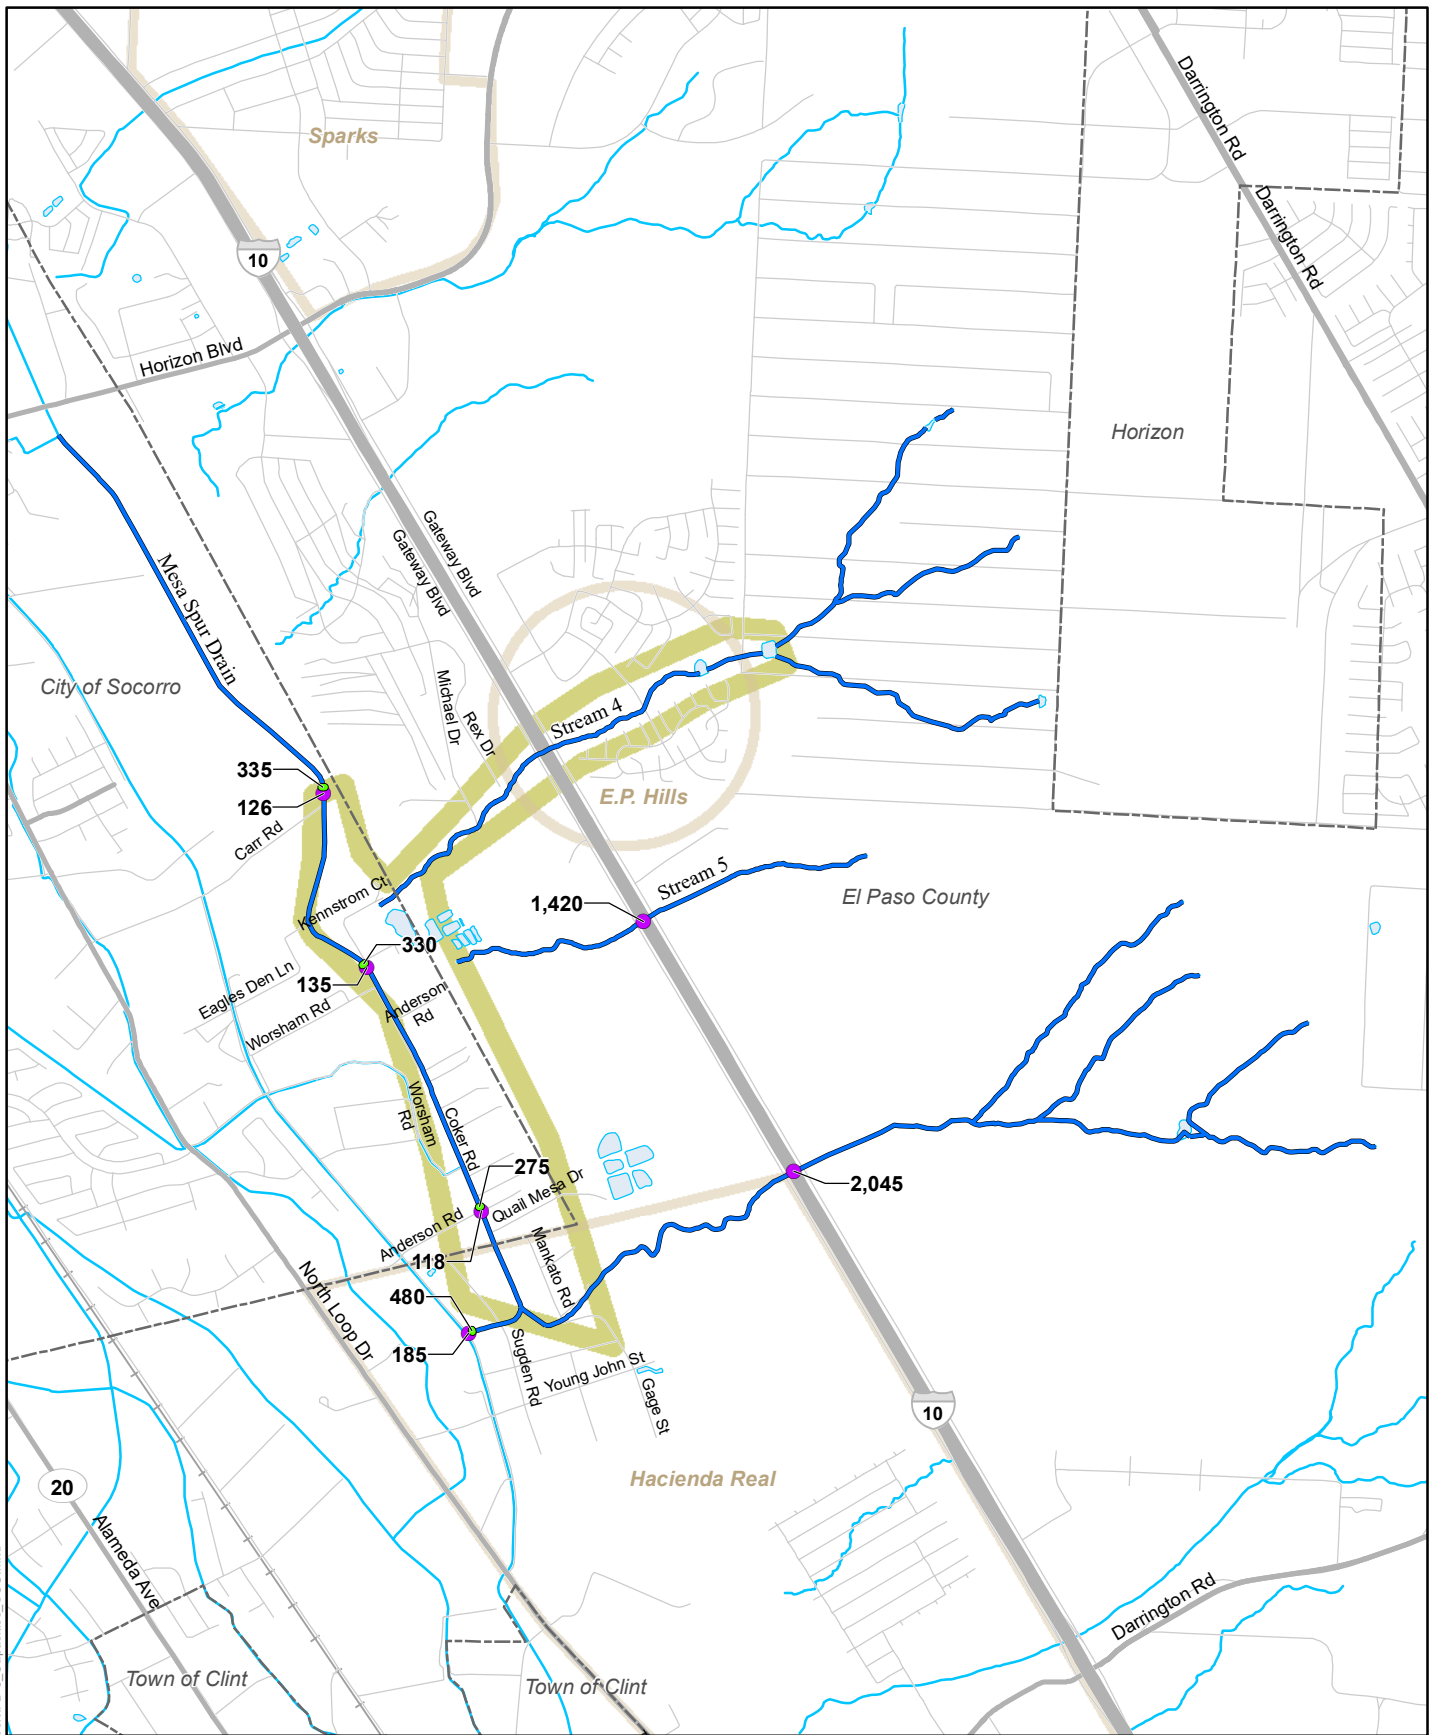 Sparks
Darrington Rd
Darrington Rd
10
Horizon Blvd
Horizon
Gateway Blvd
Gateway Blvd
Mesa Spur Drain
City of Socorro
Michael Dr
Rex Dr
Stream 4
335
126
E.P. Hills
Carr Rd
Stream 5
Kennstrom Ct
1,420
El Paso County
330
135
Eagles Den Ln
Worsham Rd
Anderson
Rd
Worsham
Rd
Coker Rd
275
2,045
Quail Mesa Dr
Anderson Rd
118
Mankato Rd
480
185
North Loop Dr
Sugden Rd
Young John St
Gage St
10
Hacienda Real
20
Alameda Ave
Darrington Rd
Town of Clint
Town of Clint